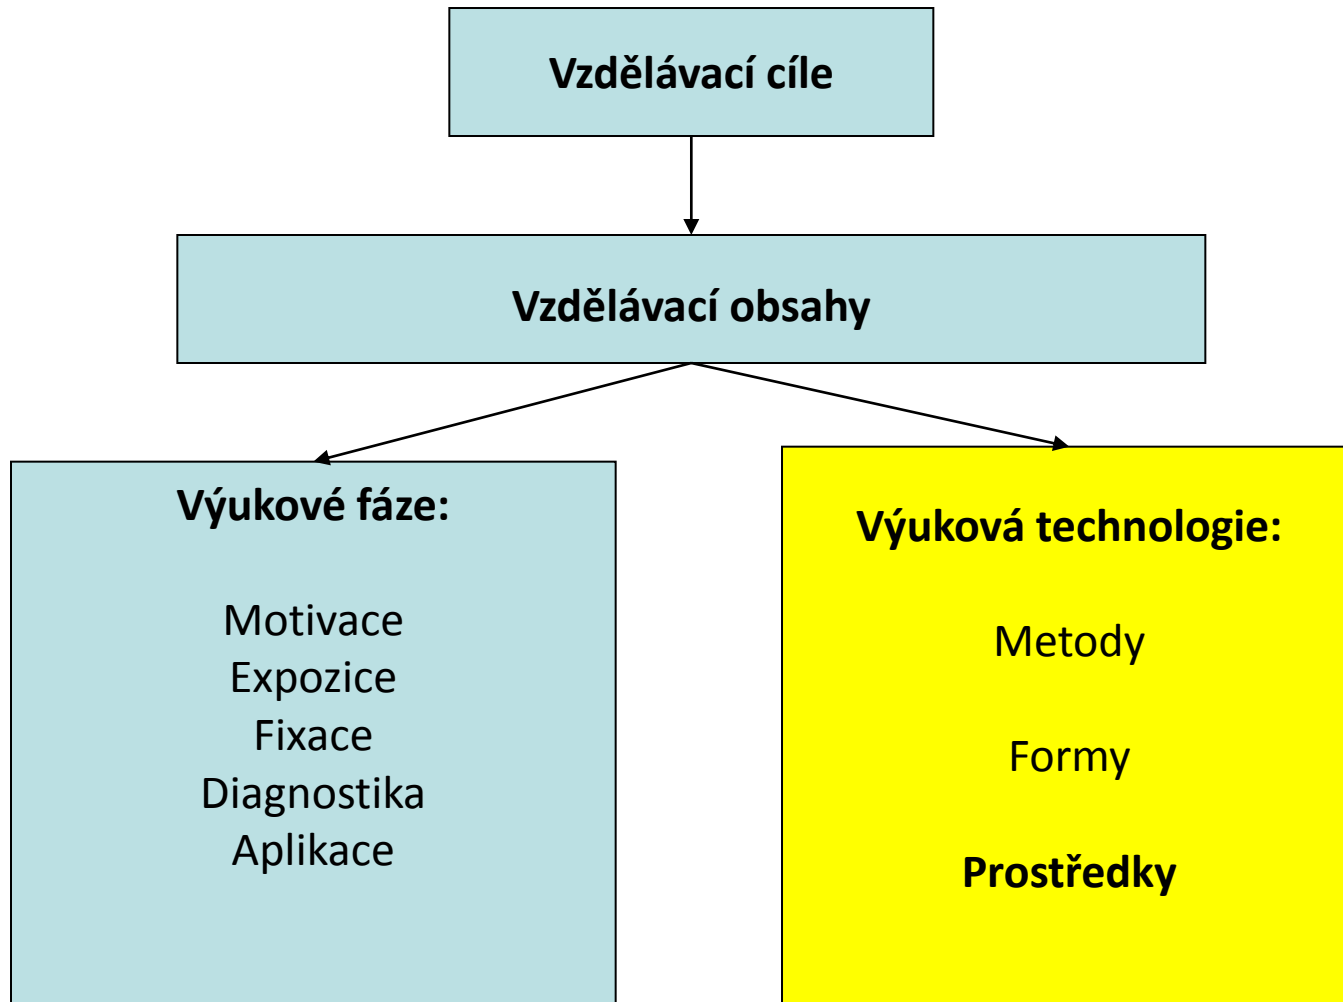 Vzdělávací cíle
Vzdělávací obsahy
Výukové fáze:
Motivace
Expozice
Fixace
Diagnostika
Aplikace
Výuková technologie:
Metody
Formy
Prostředky